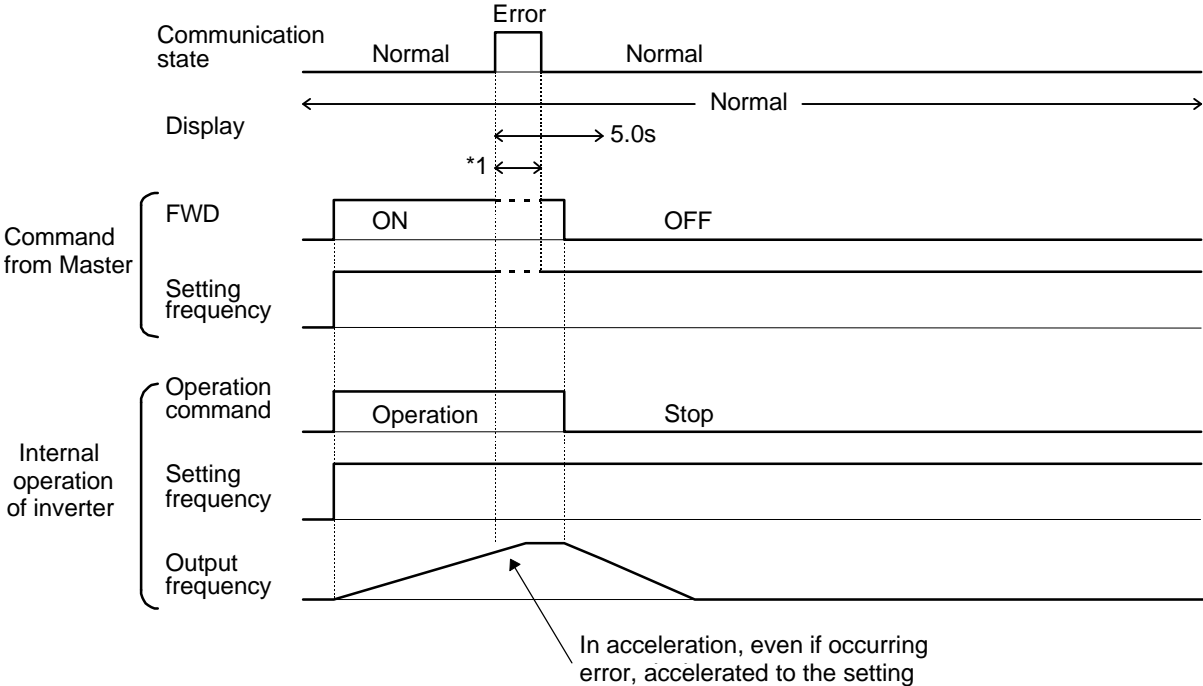 Error
Communication
state
Normal
Normal
Normal
Display
5.0s
*1
Command
from Master
FWD
ON
OFF
Setting
frequency
Internal
operation
of inverter
Operation
command
Operation
Stop
Setting
frequency
Output
frequency
In acceleration, even if occurring
error, accelerated to the setting